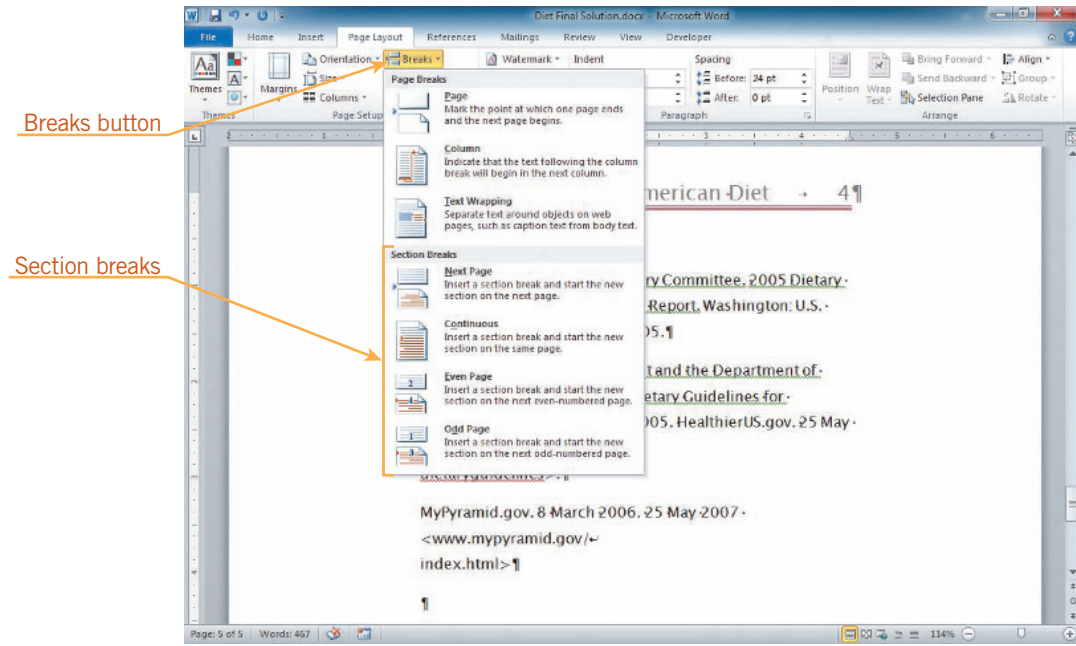 Diet Final Solution.docx - Microsoft Word
File Home Insert Page Layout References Mailings Review View Developer
Orientation Breaks Watermark Indent Spacing Bring Forward Align
Themes Margins Size Before: 24 pt Position Wrap Text Send Backward Group
Columns After: 0 pt Selection Pane Rotate
Themes Page Setup Paragraph Arrange
Breaks button
Page Breaks
Page
Mark the point at which one page ends
and the next page begins.
Column
Indicate that the text following the column
break will begin in the next column.
Text Wrapping
Separate text around objects on web
pages, such as caption text from body text.
Section breaks
Section Breaks
Next Page
Insert a section break and start the new
section on the next page.
Continuous
Insert a section break and start the new
section on the same page.
Even Page
Insert a section break and start the new
section on the next even-numbered page.
Odd Page
Insert a section break and start the new
section on the next odd-numbered page.
merican Diet → 4¶
ry Committee. 2005 Dietary
Report. Washington: U.S.
05.¶
t and the Department of
etary Guidelines for
005. HealthierUS.gov. 25 May
dietaryguidelines>.¶
MyPyramid.gov. 8 March 2006. 25 May 2007
<www.mypyramid.gov/↵
index.html>¶
¶
Page: 5 of 5 Words: 467 114%